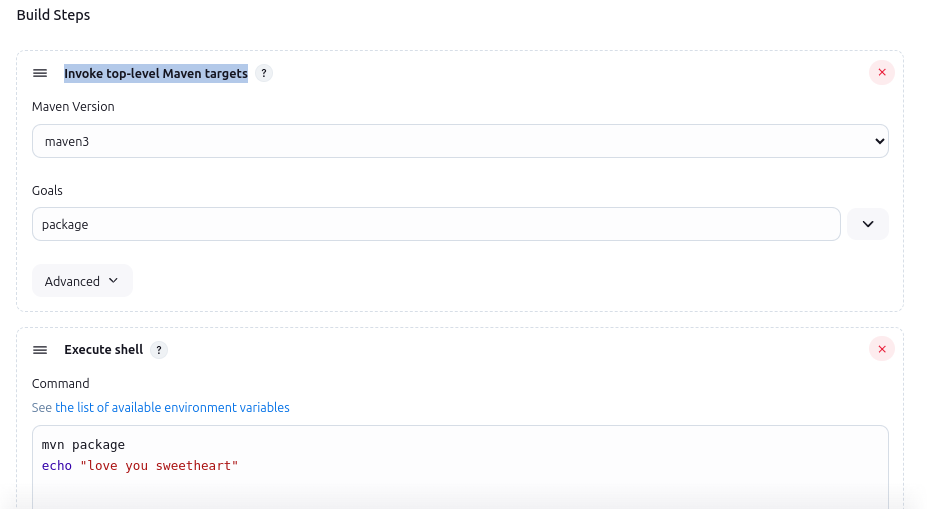 Build Steps
Invoke top-level Maven targets ?
Maven Version
maven3
Goals
package
Advanced
Execute shell ?
Command
See the list of available environment variables
mvn package
echo "love you sweetheart"